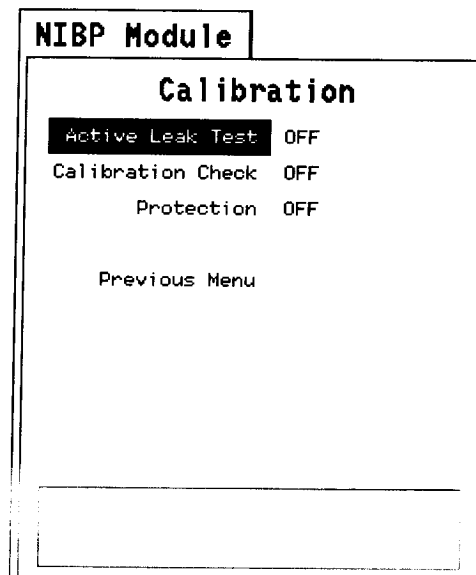 NIBP Module
Calibration
Active Leak Test OFF
Calibration Check OFF
Protection OFF
Previous Menu